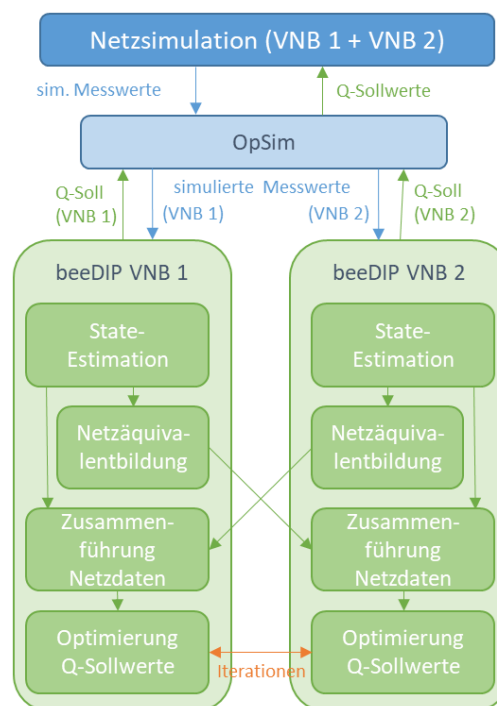 Netzsimulation (VNB 1 + VNB 2)
sim. Messwerte
Q-Sollwerte
OpSim
Q-Soll
(VNB 1)
simulierte Messwerte
(VNB 1)
(VNB 2)
Q-Soll
(VNB 2)
beeDIP VNB 1
State-
Estimation
Netzäquiva-
lentbildung
Zusammen-
führung
Netzdaten
Optimierung
Q-Sollwerte
beeDIP VNB 2
State-
Estimation
Netzäquiva-
lentbildung
Zusammen-
führung
Netzdaten
Optimierung
Q-Sollwerte
Iterationen